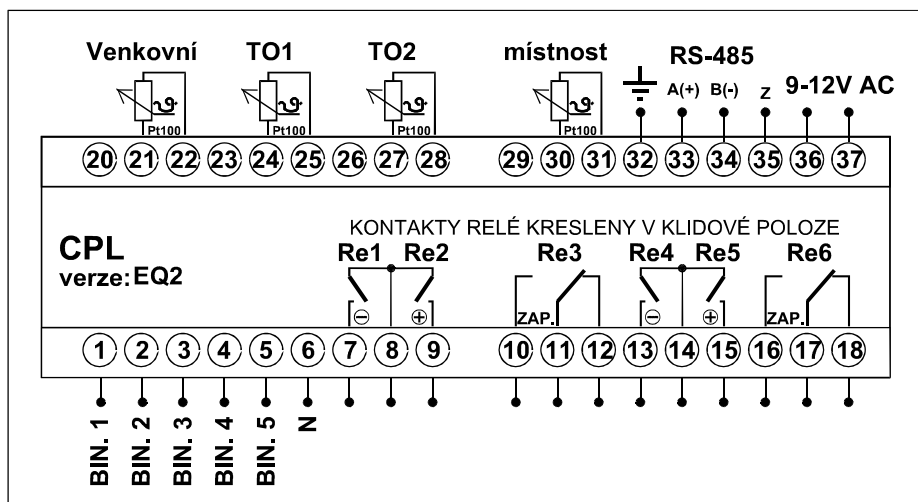 Venkovní TO1 TO2 místnost RS-485
A(+) B(-) Z 9-12V AC
ϑ ϑ ϑ ϑ
Pt100 Pt100 Pt100 Pt100
20 21 22 23 24 25 26 27 28 29 30 31 32 33 34 35 36 37
KONTAKTY RELÉ KRESLENY V KLIDOVÉ POLOZE
CPL
verze: EQ2
Re1 Re2 Re3 Re4 Re5 Re6
- + ZAP. - + ZAP.
1 2 3 4 5 6 7 8 9 10 11 12 13 14 15 16 17 18
BIN. 1
BIN. 2
BIN. 3
BIN. 4
BIN. 5
N